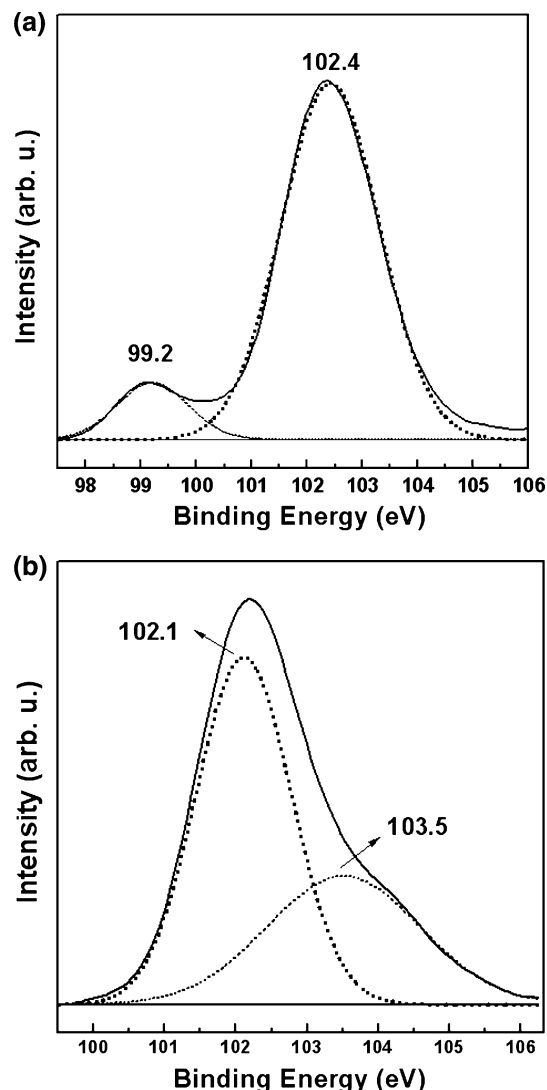 (a)
102.4
99.2
Intensity (arb. u.)
98 99 100 101 102 103 104 105 106
Binding Energy (eV)
(b)
102.1
103.5
Intensity (arb. u.)
100 101 102 103 104 105 106
Binding Energy (eV)